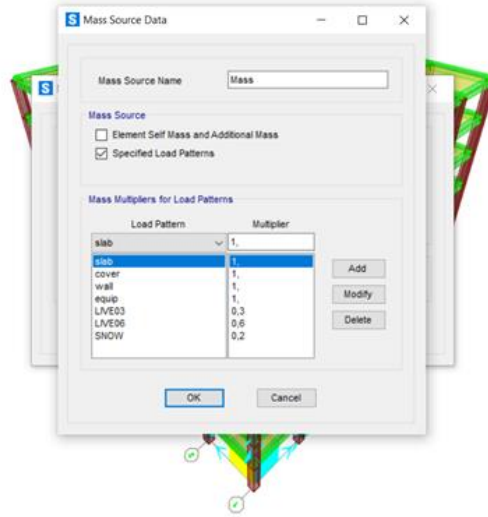 S Mass Source Data
S
Mass Source Name Mass
Mass Source
Element Self Mass and Additional Mass
Specified Load Patterns
Mass Multipliers for Load Patterns
Load Pattern Multiplier
slab 1,
slab 1,
cover 1,
wall 1,
equip 1,
LIVE03 0,3
LIVE06 0,6
SNOW 0,2
Add
Modify
Delete
OK Cancel